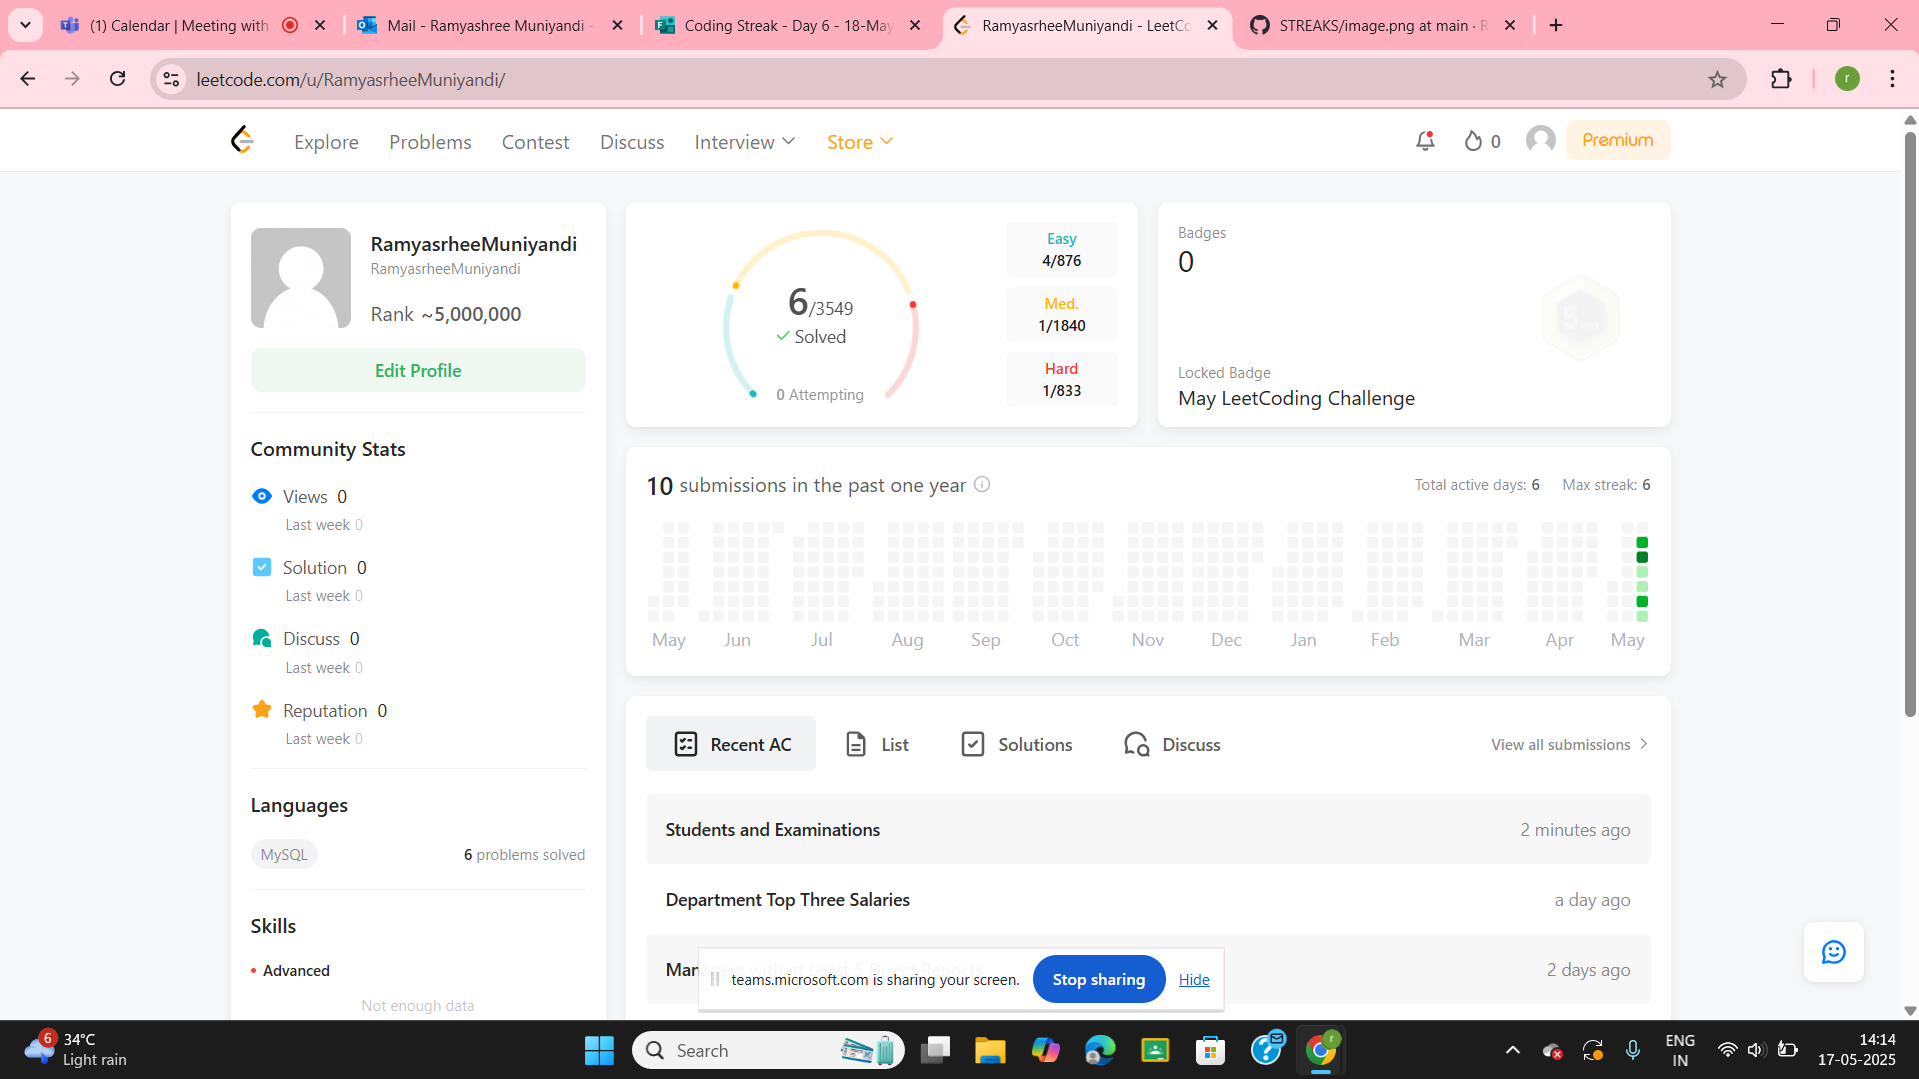 (1) Calendar | Meeting with
Mail - Ramyashree Muniyandi -
Coding Streak - Day 6 - 18-May
RamyasrheeMuniyandi - LeetCo
STREAKS/image.png at main · R
leetcode.com/u/RamyasrheeMuniyandi/
r
Explore
Problems
Contest
Discuss
Interview
Store
0
Premium
RamyasrheeMuniyandi
RamyasrheeMuniyandi
Rank ~5,000,000
Edit Profile
Community Stats
Views 0
Last week 0
Solution 0
Last week 0
Discuss 0
Last week 0
Reputation 0
Last week 0
Languages
MySQL
6 problems solved
Skills
Advanced
Not enough data
6/3549
Solved
0 Attempting
Easy
4/876
Med.
1/1840
Hard
1/833
Badges
0
Locked Badge
May LeetCoding Challenge
10 submissions in the past one year
Total active days: 6
Max streak: 6
May Jun Jul Aug Sep Oct Nov Dec Jan Feb Mar Apr May
Recent AC
List
Solutions
Discuss
View all submissions
Students and Examinations
2 minutes ago
Department Top Three Salaries
a day ago
2 days ago
teams.microsoft.com is sharing your screen.
Stop sharing
Hide
6
34°C
Light rain
Search
r
ENG
IN
14:14
17-05-2025